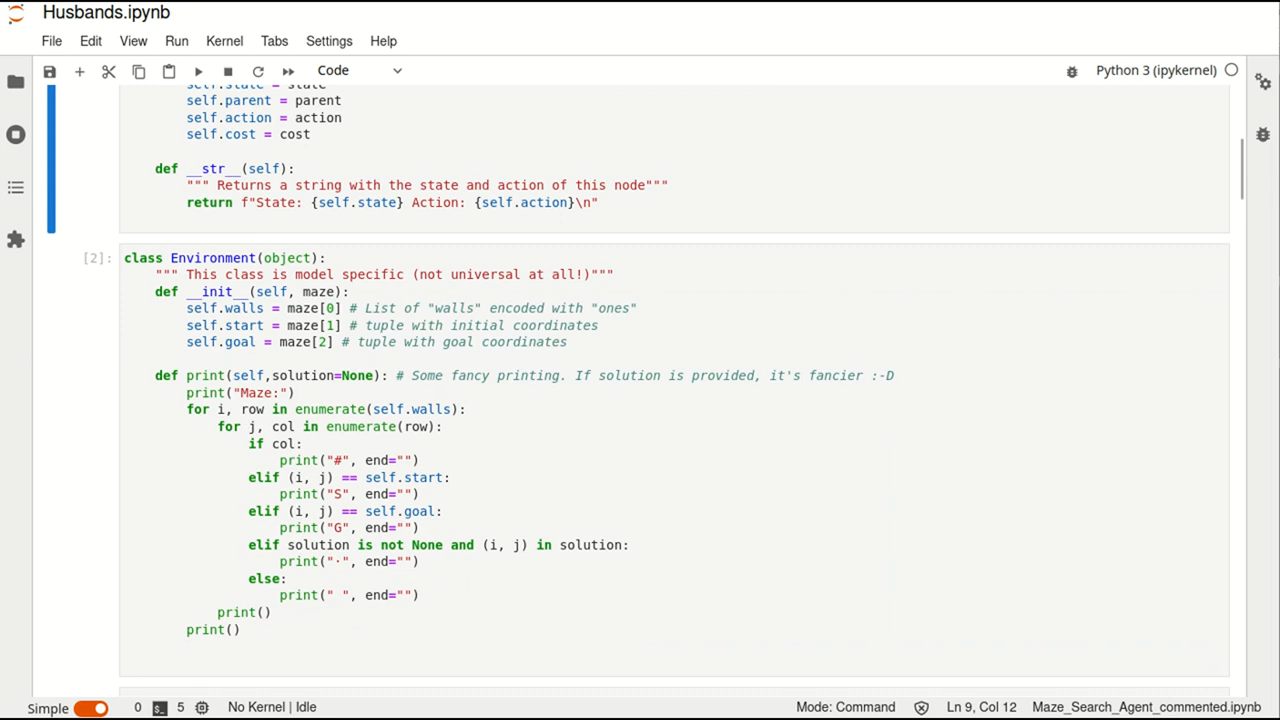 Husbands.ipynb
File Edit View Run Kernel Tabs Settings Help
Code Python 3 (ipykernel)
self.state = state
self.parent = parent
self.action = action
self.cost = cost
def __str__(self):
""" Returns a string with the state and action of this node"""
return f"State: {self.state} Action: {self.action}\n"
[2]: class Environment(object):
""" This class is model specific (not universal at all!)"""
def __init__(self, maze):
self.walls = maze[0] # List of "walls" encoded with "ones"
self.start = maze[1] # tuple with initial coordinates
self.goal = maze[2] # tuple with goal coordinates
def print(self,solution=None): # Some fancy printing. If solution is provided, it's fancier :-D
print("Maze:")
for i, row in enumerate(self.walls):
for j, col in enumerate(row):
if col:
print("#", end="")
elif (i, j) == self.start:
print("S", end="")
elif (i, j) == self.goal:
print("G", end="")
elif solution is not None and (i, j) in solution:
print("·", end="")
else:
print(" ", end="")
print()
print()
Simple 0 5 No Kernel | Idle Mode: Command Ln 9, Col 12 Maze_Search_Agent_commented.ipynb